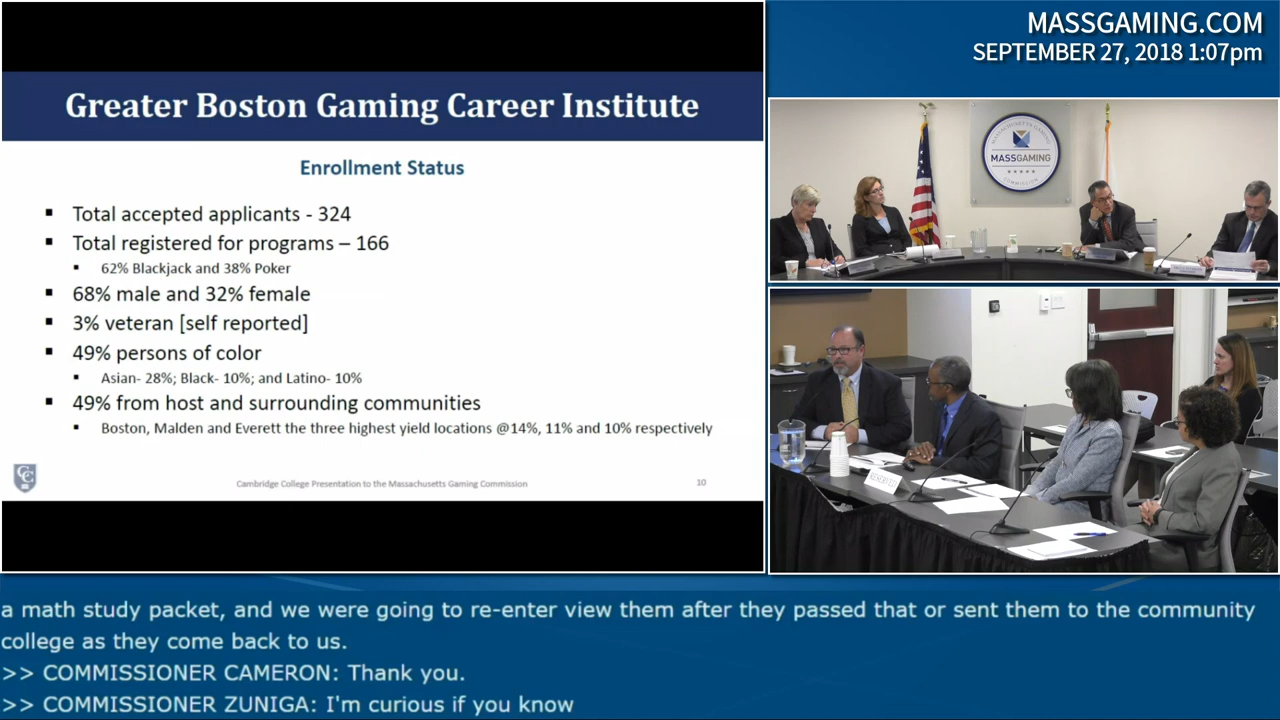 MASSGAMING.COM
SEPTEMBER 27, 2018 1:07pm
Greater Boston Gaming Career Institute
Enrollment Status
▪ Total accepted applicants - 324
▪ Total registered for programs – 166
▪ 62% Blackjack and 38% Poker
▪ 68% male and 32% female
▪ 3% veteran [self reported]
▪ 49% persons of color
▪ Asian- 28%; Black- 10%; and Latino- 10%
▪ 49% from host and surrounding communities
▪ Boston, Malden and Everett the three highest yield locations @14%, 11% and 10% respectively
Cambridge College Presentation to the Massachusetts Gaming Commission
10
MASSACHUSETTS GAMING
MASSGAMING
COMMISSION
RESERVED
a math study packet, and we were going to re-enter view them after they passed that or sent them to the community
college as they come back to us.
>> COMMISSIONER CAMERON: Thank you.
>> COMMISSIONER ZUNIGA: I'm curious if you know